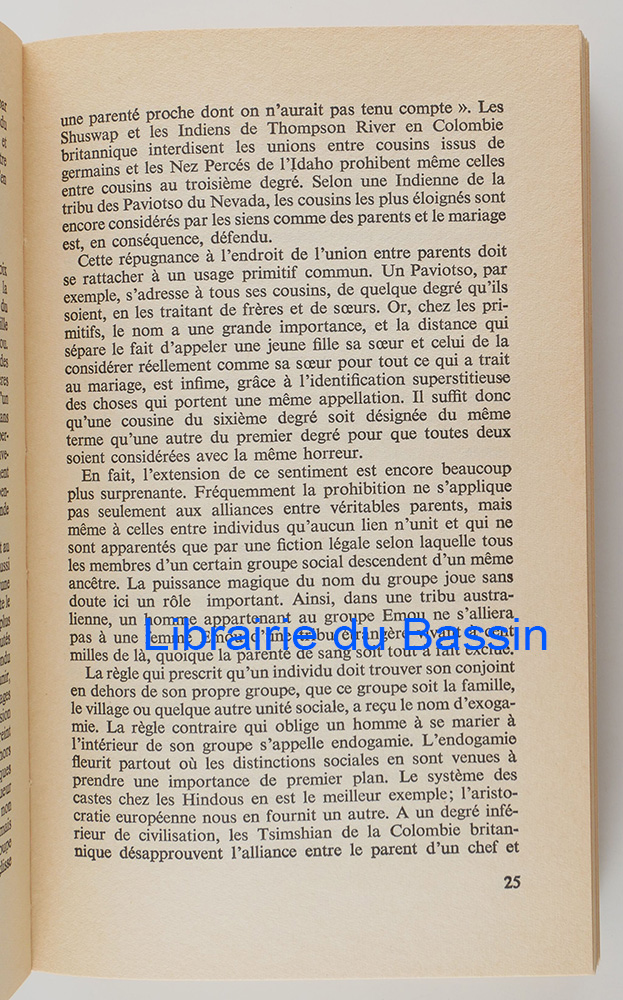 une parenté proche dont on n'aurait pas tenu compte ». Les
Shuswap et les Indiens de Thompson River en Colombie
britannique interdisent les unions entre cousins issus de
germains et les Nez Percés de l'Idaho prohibent même celles
entre cousins au troisième degré. Selon une Indienne de la
tribu des Paviotso du Nevada, les cousins les plus éloignés sont
encore considérés par les siens comme des parents et le mariage
est, en conséquence, défendu.
Cette répugnance à l'endroit de l'union entre parents doit
se rattacher à un usage primitif commun. Un Paviotso, par
exemple, s'adresse à tous ses cousins, de quelque degré qu'ils
soient, en les traitant de frères et de sœurs. Or, chez les pri-
mitifs, le nom a une grande importance, et la distance qui
sépare le fait d'appeler une jeune fille sa sœur et celui de la
considérer réellement comme sa sœur pour tout ce qui a trait
au mariage, est infime, grâce à l'identification superstitieuse
des choses qui portent une même appellation. Il suffit donc
qu'une cousine du sixième degré soit désignée du même
terme qu'une autre du premier degré pour que toutes deux
soient considérées avec la même horreur.
En fait, l'extension de ce sentiment est encore beaucoup
plus surprenante. Fréquemment la prohibition ne s'applique
pas seulement aux alliances entre véritables parents, mais
même à celles entre individus qu'aucun lien n'unit et qui ne
sont apparentés que par une fiction légale selon laquelle tous
les membres d'un certain groupe social descendent d'un même
ancêtre. La puissance magique du nom du groupe joue sans
doute ici un rôle important. Ainsi, dans une tribu austra-
lienne, un homme appartenant au groupe Emou ne s'alliera
pas à une femme Emou d'une tribu étrangère vivant à cent
milles de là, quoique la parenté de sang soit tout à fait exclue.
Librairie du Bassin
La règle qui prescrit qu'un individu doit trouver son conjoint
en dehors de son propre groupe, que ce groupe soit la famille,
le village ou quelque autre unité sociale, a reçu le nom d'exoga-
mie. La règle contraire qui oblige un homme à se marier à
l'intérieur de son groupe s'appelle endogamie. L'endogamie
fleurit partout où les distinctions sociales en sont venues à
prendre une importance de premier plan. Le système des
castes chez les Hindous en est le meilleur exemple; l'aristo-
cratie européenne nous en fournit un autre. A un degré infé-
rieur de civilisation, les Tsimshian de la Colombie britan-
nique désapprouvent l'alliance entre le parent d'un chef et
25